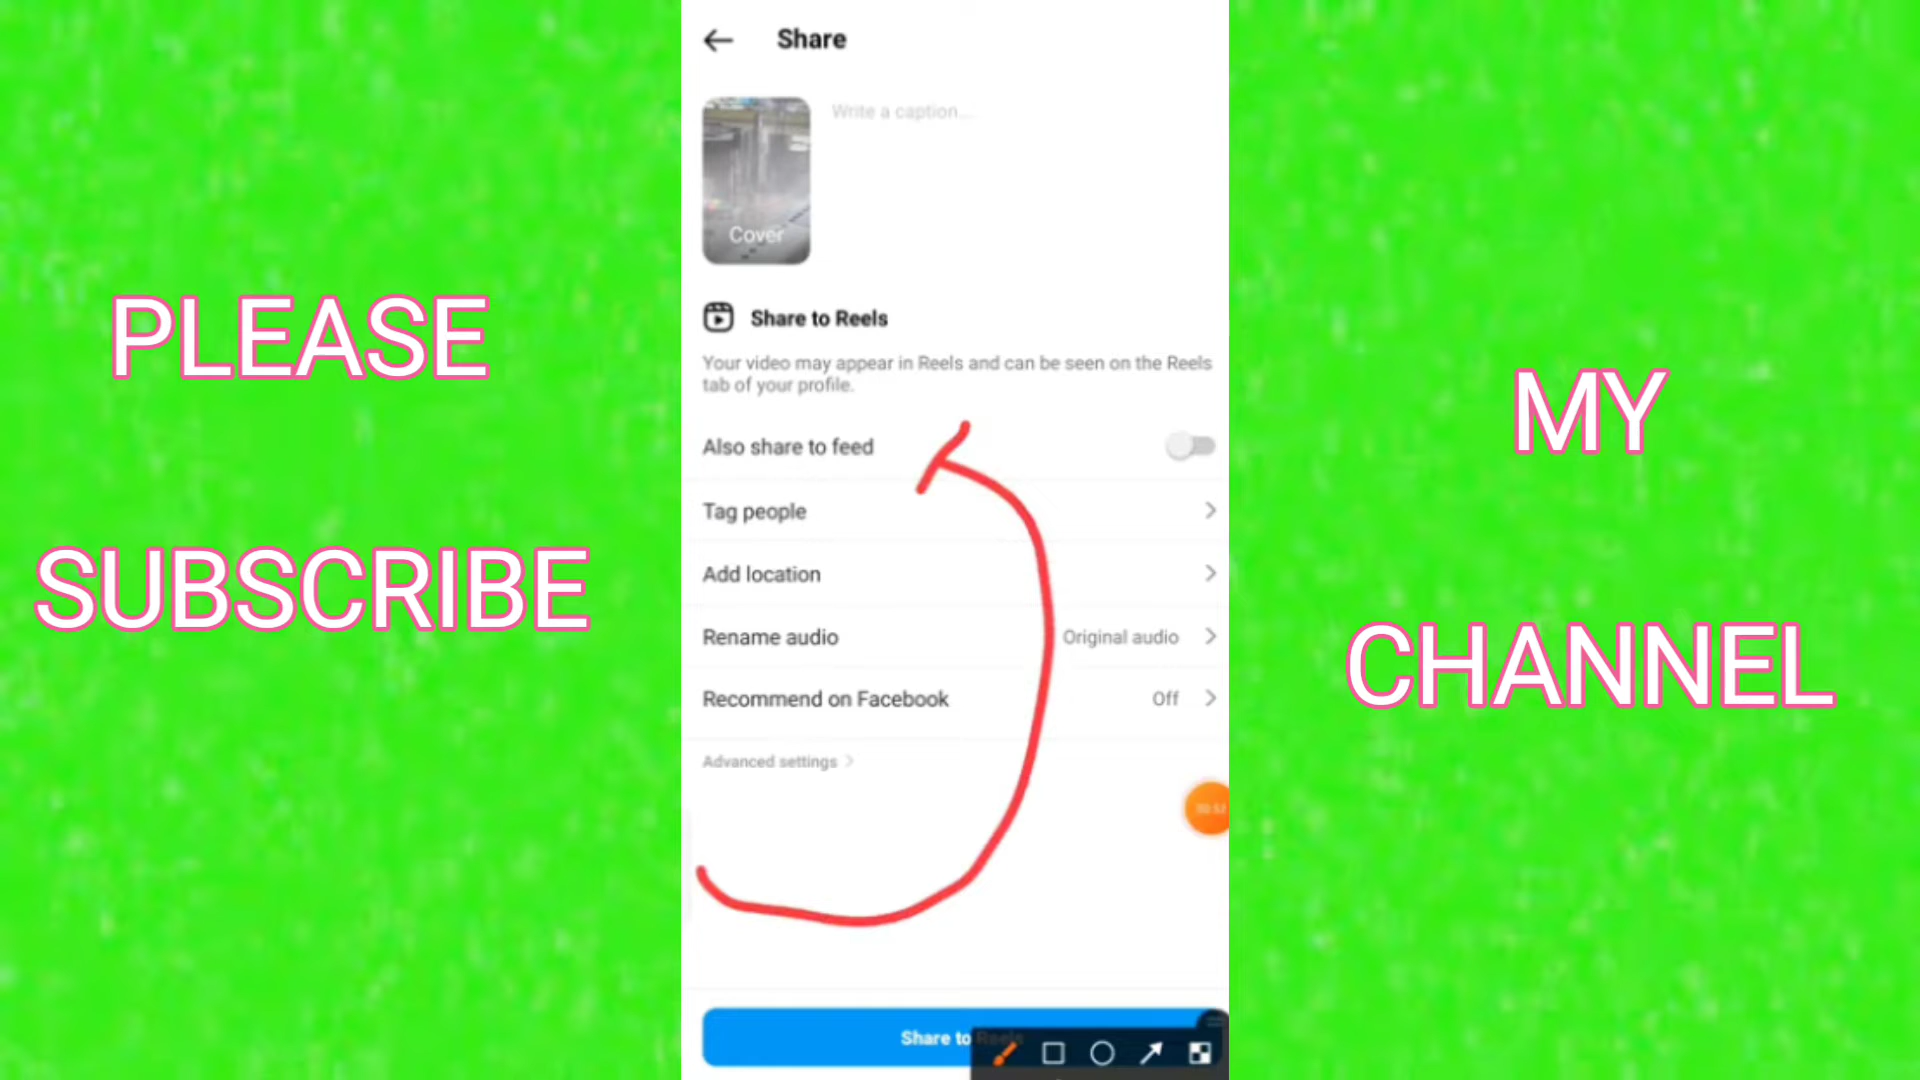 PLEASE
SUBSCRIBE
Share
Write a caption...
Cover
Share to Reels
Your video may appear in Reels and can be seen on the Reels
tab of your profile.
Also share to feed
Tag people
Add location
Rename audio Original audio
Recommend on Facebook Off
Advanced settings
Share to Reels
MY
CHANNEL